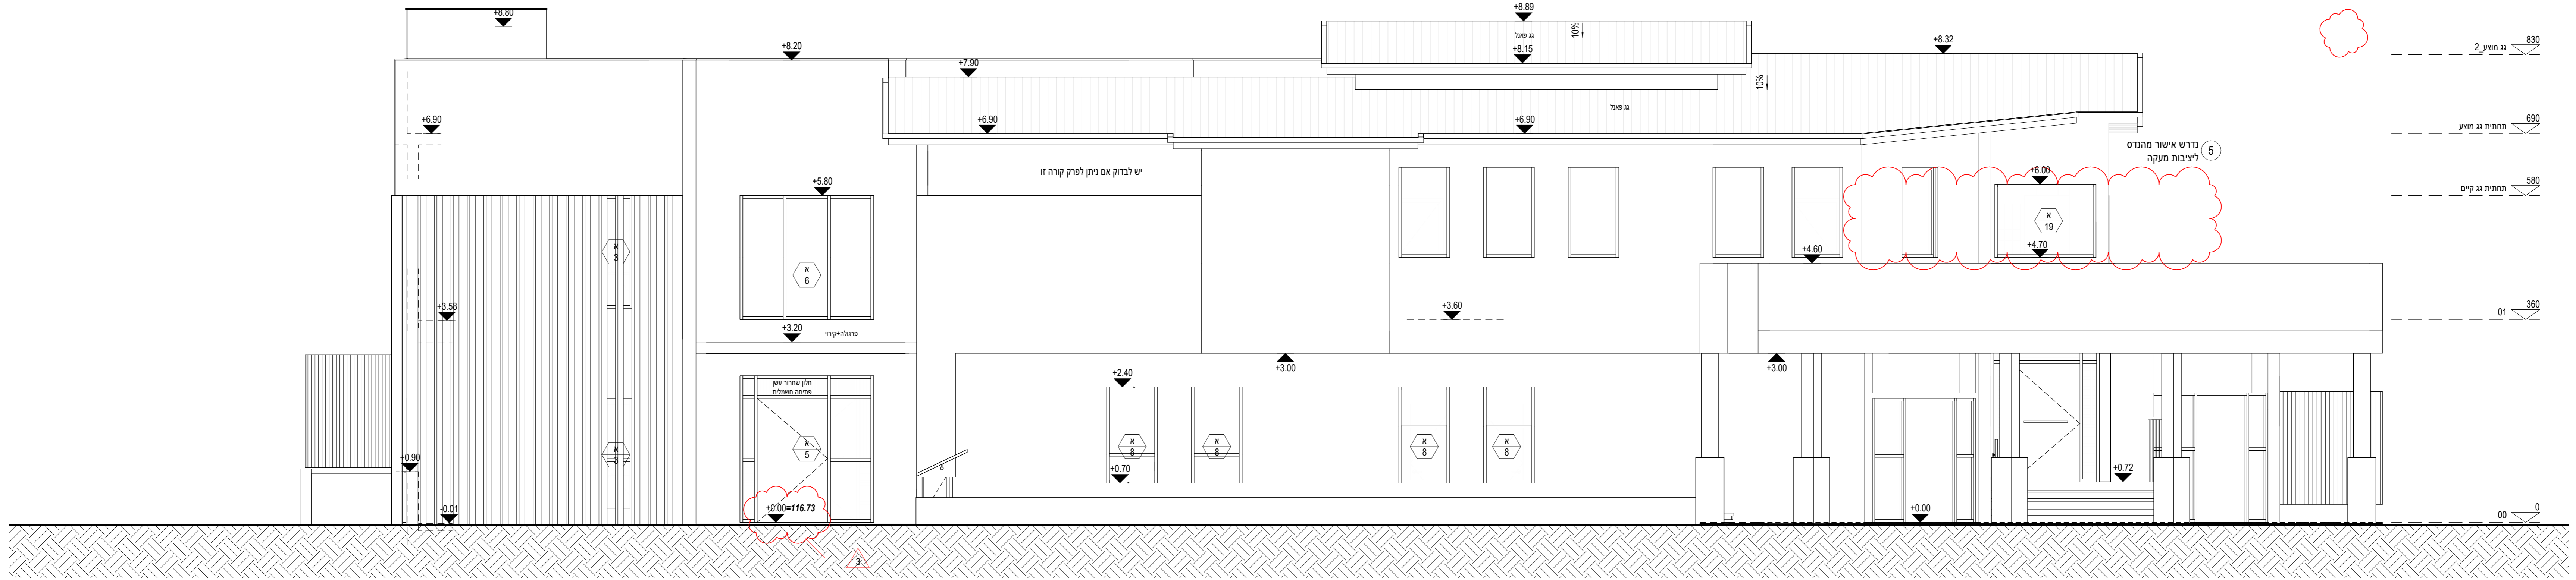 +8.80
+8.89
גג פאנל
10%
+8.15
+8.32
830
גג מוצע_2
+8.20
+7.90
10%
גג פאנל
+6.90
+6.90
+6.90
690
תחתית גג מוצע
5
נדרש אישור מהנדס
ליציבות מעקה
יש לבדוק אם ניתן לפרק קורה זו
+6.00
580
תחתית גג קיים
+5.80
א
19
+4.70
+4.60
א
3
א
6
+3.58
+3.60
360
01
+3.20
פרגולה+קירוי
+3.00
+3.00
חלון שחרור עשן
פתיחה חשמלית
+2.40
א
3
א
5
א
8
א
8
א
8
א
8
+0.90
+0.70
+0.72
-0.01
+0.00=116.73
+0.00
0
00
3